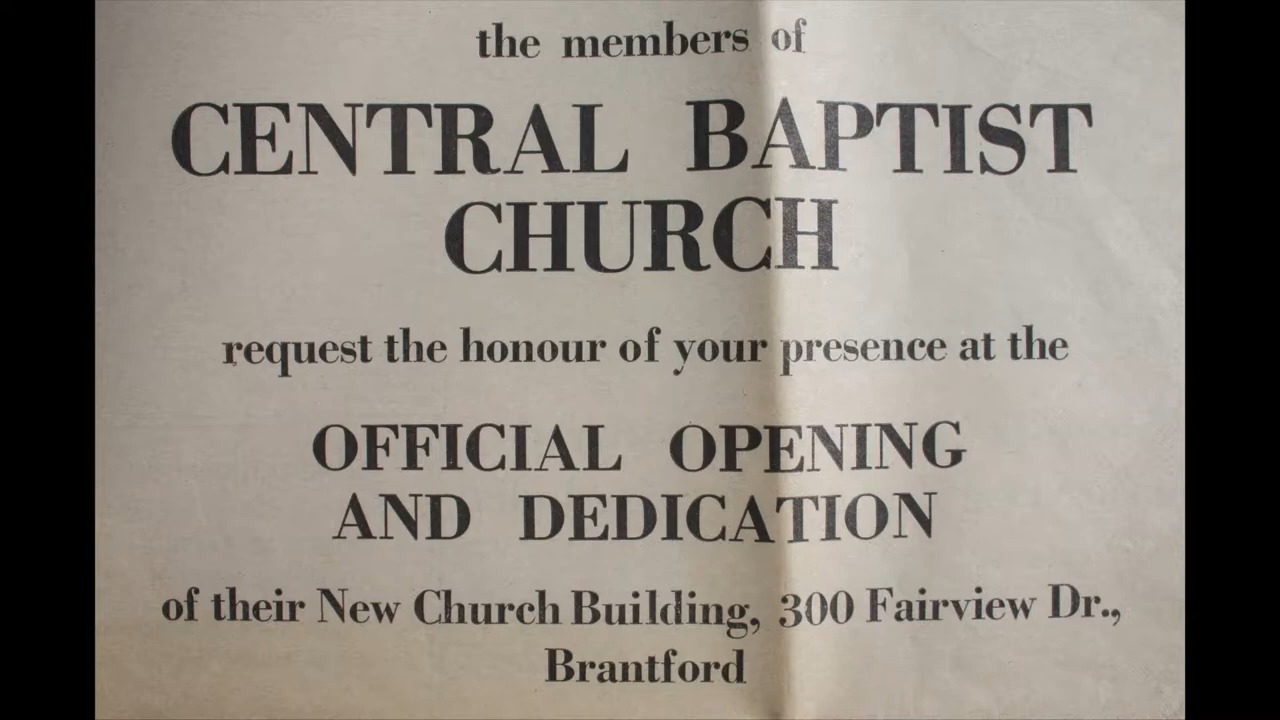 the members of
CENTRAL BAPTIST
CHURCH
request the honour of your presence at the
OFFICIAL OPENING
AND DEDICATION
of their New Church Building, 300 Fairview Dr.,
Brantford